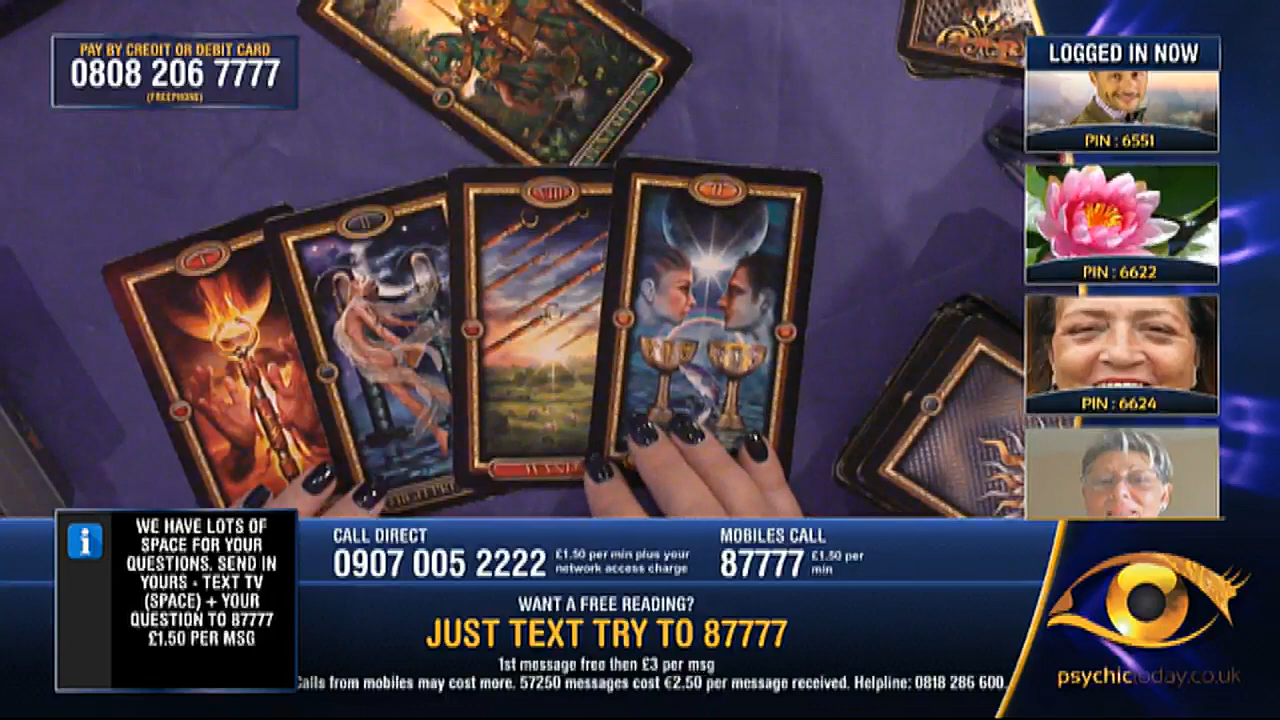 PAY BY CREDIT OR DEBIT CARD
0808 206 7777
(FREEPHONE)
LOGGED IN NOW
PIN : 6551
PIN : 6622
PIN : 6624
I
II
VIII
II
WE HAVE LOTS OF
SPACE FOR YOUR
QUESTIONS, SEND IN
YOURS - TEXT TV
(SPACE) + YOUR
QUESTION TO 87777
£1.50 PER MSG
i
CALL DIRECT
0907 005 2222
£1.50 per min plus your
network access charge
MOBILES CALL
87777
£1.50 per
min
WANT A FREE READING?
JUST TEXT TRY TO 87777
1st message free then £3 per msg
Calls from mobiles may cost more. 57250 messages cost €2.50 per message received. Helpline: 0818 286 600.
psychictoday.co.uk